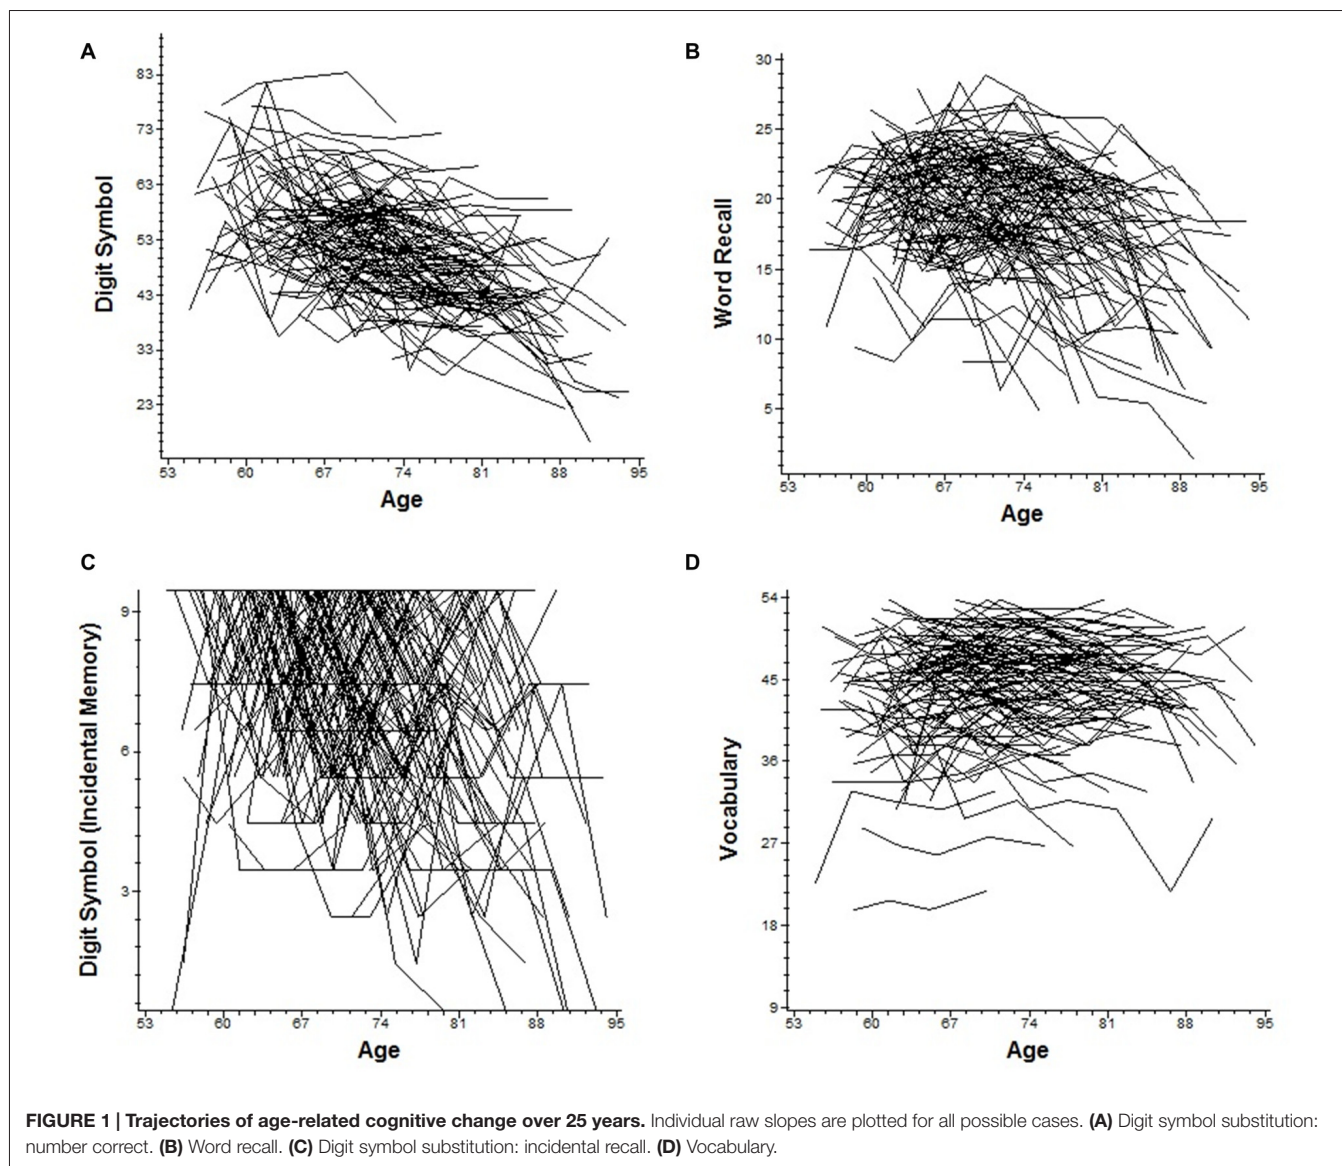 A
Digit Symbol
83
73
63
53
43
33
23
53 60 67 74 81 88 95
Age
B
Word Recall
30
25
20
15
10
5
53 60 67 74 81 88 95
Age
C
Digit Symbol (Incidental Memory)
9
6
3
53 60 67 74 81 88 95
Age
D
Vocabulary
54
45
36
27
18
9
53 60 67 74 81 88 95
Age
FIGURE 1 | Trajectories of age-related cognitive change over 25 years. Individual raw slopes are plotted for all possible cases. (A) Digit symbol substitution:
number correct. (B) Word recall. (C) Digit symbol substitution: incidental recall. (D) Vocabulary.